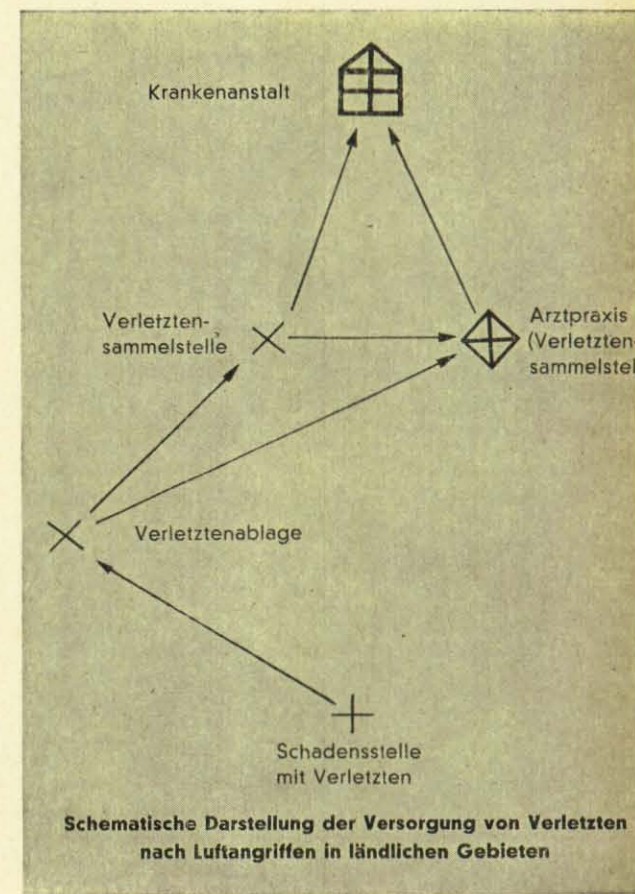 Krankenanstalt
Verletzten-
sammelstelle
Arztpraxis
(Verletzten-
sammelstel
Verletztenablage
Schadensstelle
mit Verletzten
Schematische Darstellung der Versorgung von Verletzten
nach Luftangriffen in ländlichen Gebieten